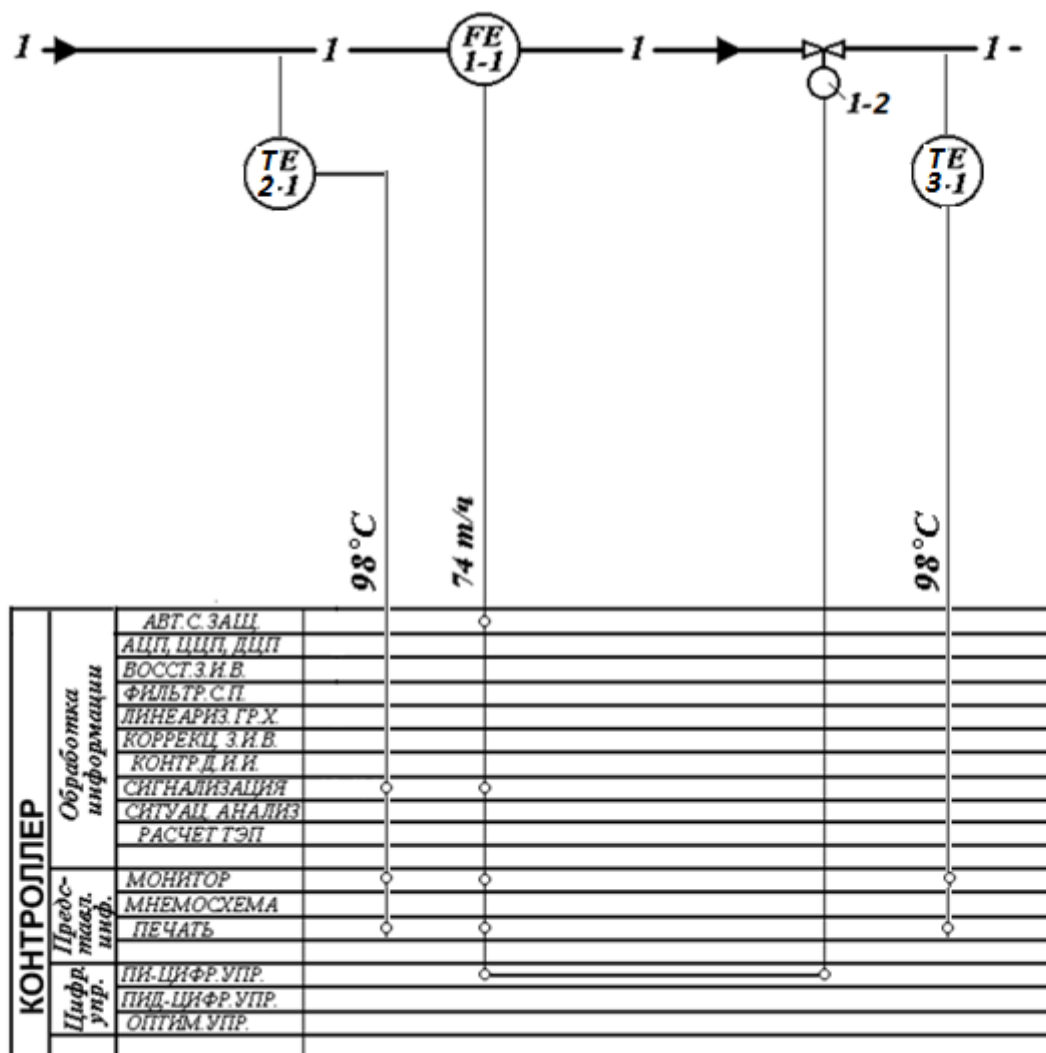 1
1
FE
1-1
1
1 -
1-2
TE
2-1
TE
3-1
98°C
74 т/ч
98°C
КОНТРОЛЛЕР
Обработка
информации
АВТ.С.ЗАЩ.
АЦП, ЦЦП, ДЦП
ВОССТ.З.И.В.
ФИЛЬТР.С.П.
ЛИНЕАРИЗ.ГР.Х.
КОРРЕКЦ. З.И.В.
КОНТР.Д.И.И.
СИГНАЛИЗАЦИЯ
СИТУАЦ. АНАЛИЗ
РАСЧЕТ ТЭП
Предс-
тавл.
инф.
МОНИТОР
МНЕМОСХЕМА
ПЕЧАТЬ
Цифр.
упр.
ПИ-ЦИФР.УПР.
ПИД-ЦИФР.УПР.
ОПТИМ.УПР.